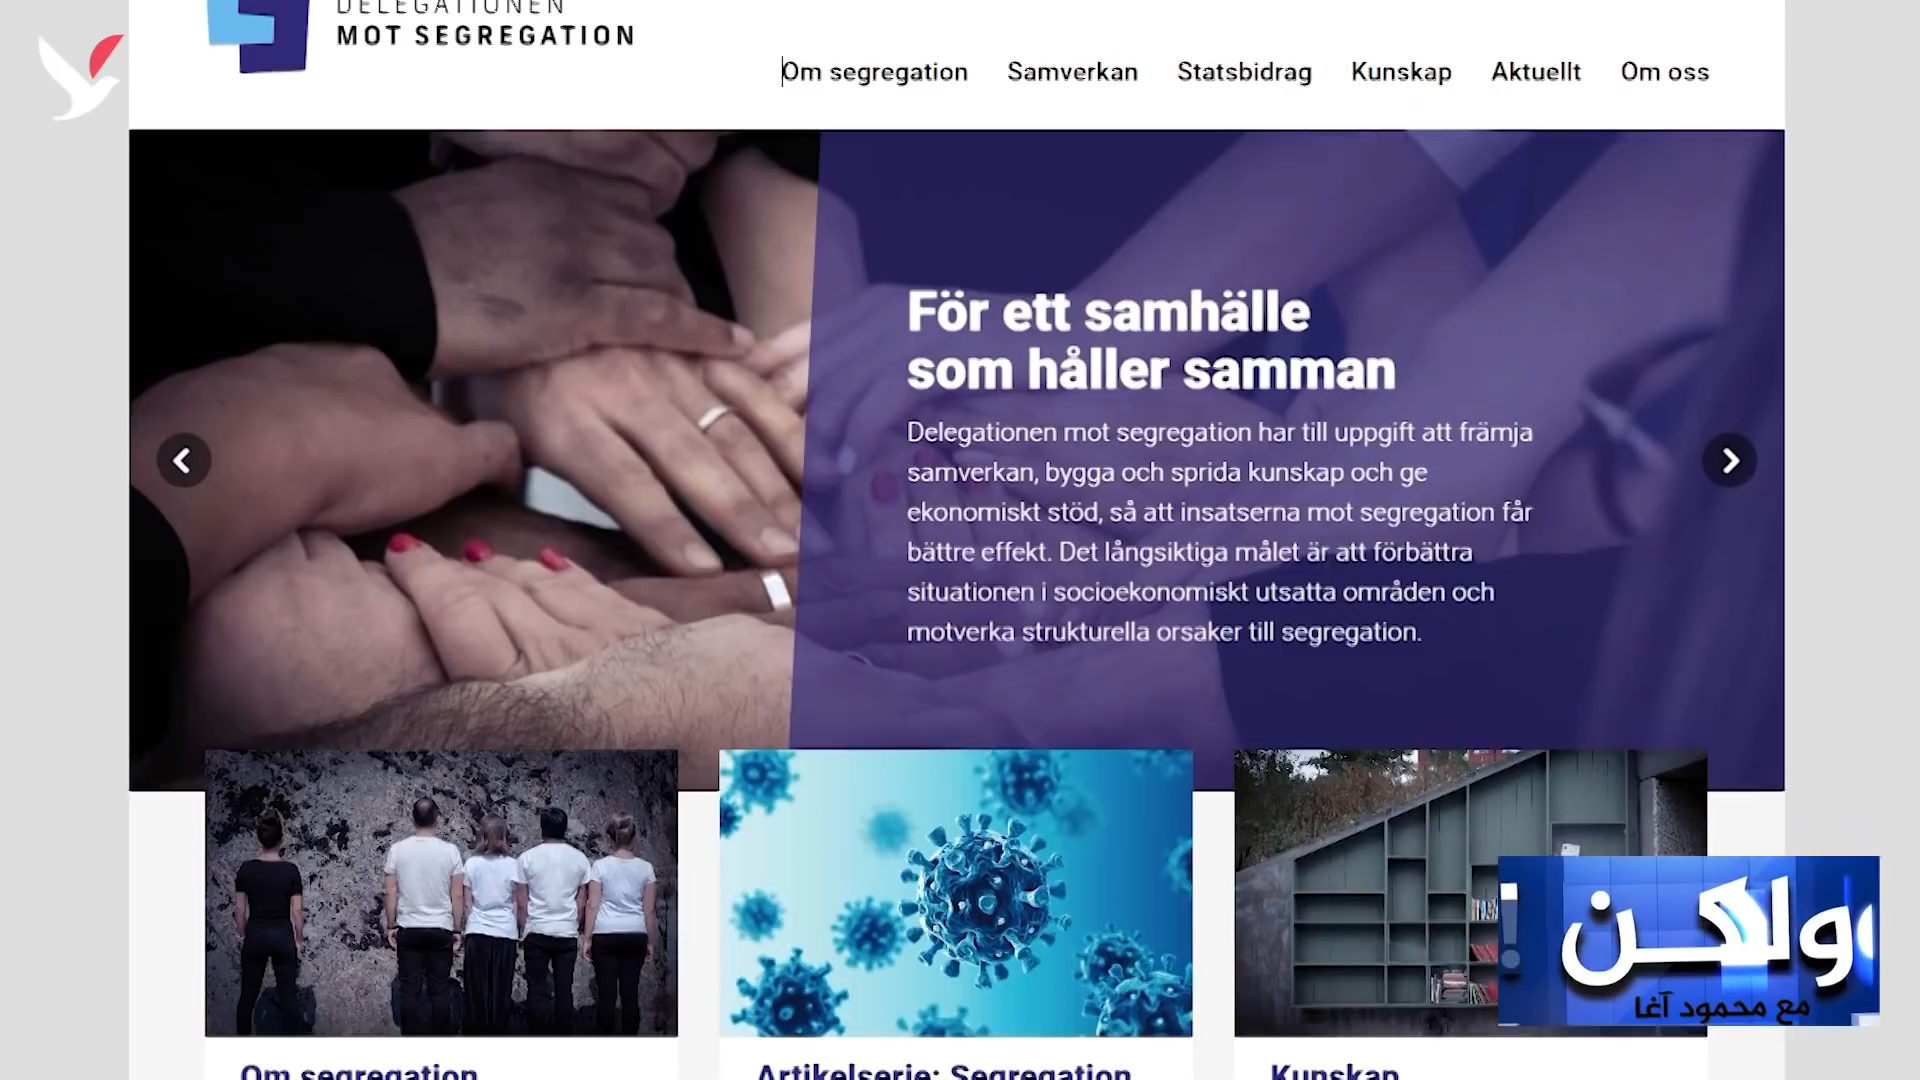 DELEGATIONEN
MOT SEGREGATION
Om segregation Samverkan Statsbidrag Kunskap Aktuellt Om oss
För ett samhälle
som håller samman
Delegationen mot segregation har till uppgift att främja
samverkan, bygga och sprida kunskap och ge
ekonomiskt stöd, så att insatserna mot segregation får
bättre effekt. Det långsiktiga målet är att förbättra
situationen i socioekonomiskt utsatta områden och
motverka strukturella orsaker till segregation.
ولكن !
مع محمود آغا
Om segregation Artikelserie: Segregation Kunskap